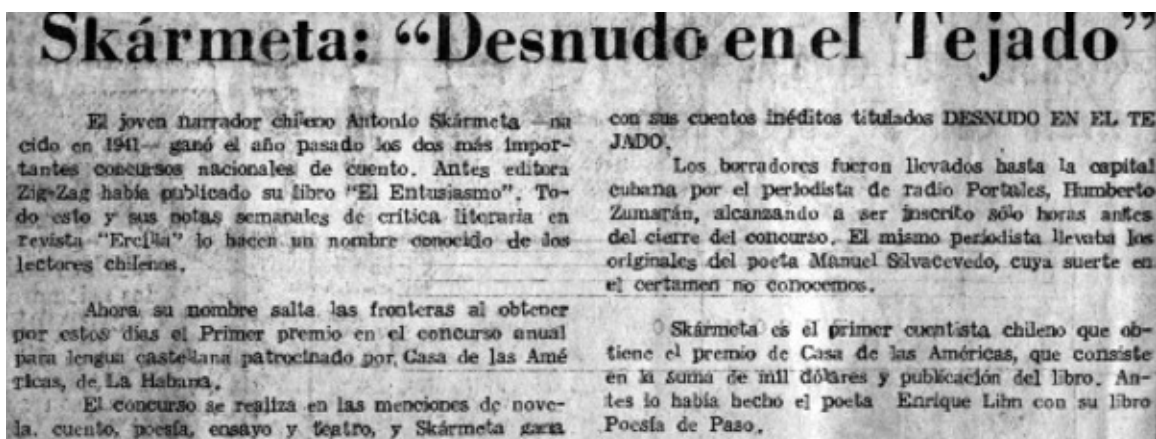 Skármeta: “Desnudo en el Tejado”
El joven narrador chileno Antonio Skármeta —na
cido en 1941— ganó el año pasado los dos más impor-
tantes concursos nacionales de cuento. Antes editora
Zig-Zag había publicado su libro "El Entusiasmo". To-
do esto y sus notas semanales de crítica literaria en
revista "Ercilla" lo hacen un nombre conocido de los
lectores chilenos.
Ahora su nombre salta las fronteras al obtener
por estos días el Primer premio en el concurso anual
para lengua castellana patrocinado por Casa de las Amé
ricas, de La Habana.
El concurso se realiza en las menciones de nove-
la, cuento, poesía, ensayo y teatro, y Skármeta gana
con sus cuentos inéditos titulados DESNUDO EN EL TE
JADO.
Los borradores fueron llevados hasta la capital
cubana por el periodista de radio Portales, Humberto
Zumarán, alcanzando a ser inscrito sólo horas antes
del cierre del concurso. El mismo periodista llevaba los
originales del poeta Manuel Silvacevedo, cuya suerte en
el certamen no conocemos.
Skármeta es el primer cuentista chileno que ob-
tiene el premio de Casa de las Américas, que consiste
en la suma de mil dólares y publicación del libro. An-
tes lo había hecho el poeta Enrique Lihn con su libro
Poesía de Paso.